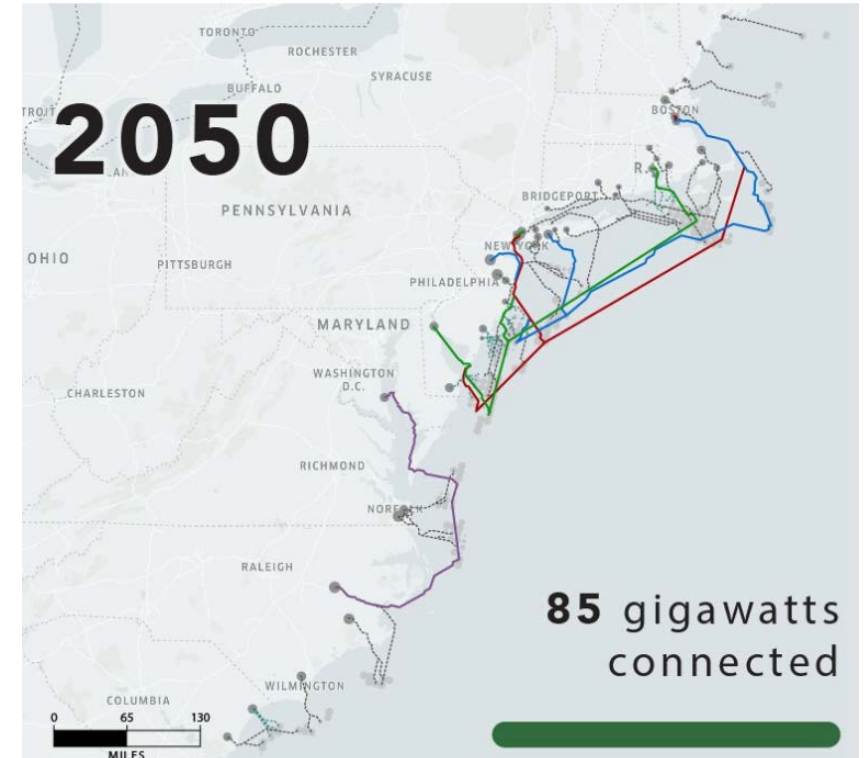 TORONTO
ROCHESTER
BUFFALO
SYRACUSE
TROIT
2050
BOSTON
R.
BRIDGEPORT
PENNSYLVANIA
NEW YORK
OHIO
PITTSBURGH
PHILADELPHIA
MARYLAND
WASHINGTON
D.C.
CHARLESTON
RICHMOND
NORFOLK
RALEIGH
85 gigawatts
connected
WILMINGTON
COLUMBIA
0 65 130
MILES